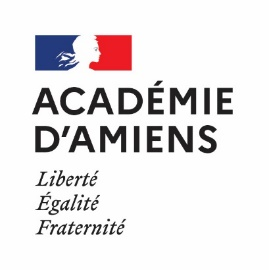 ACADÉMIE
D'AMIENS
Liberté
Égalité
Fraternité